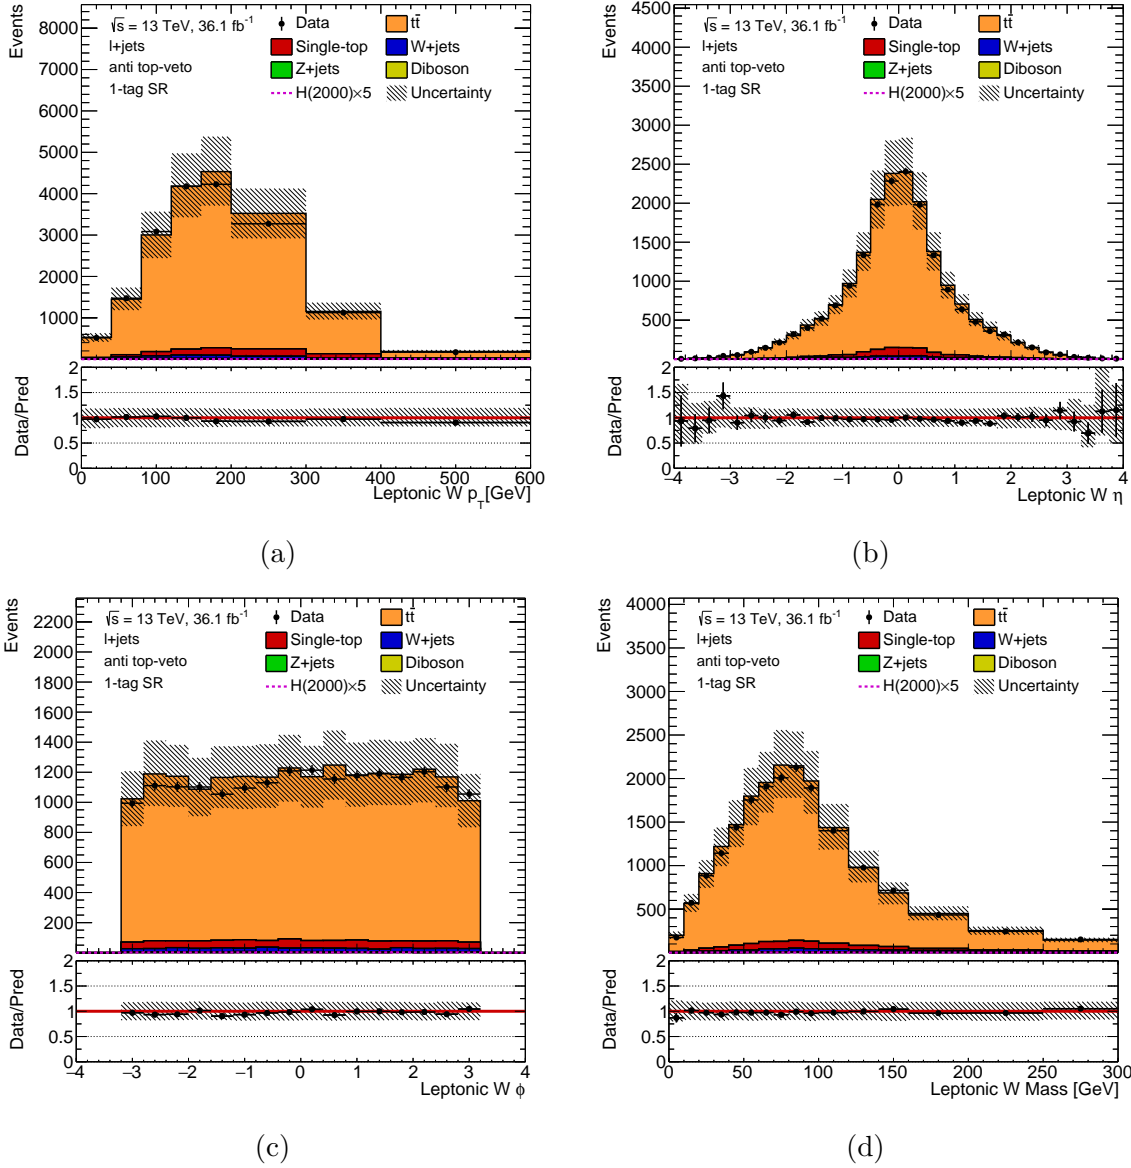 Events
8000
7000
6000
5000
4000
3000
2000
1000
√s = 13 TeV, 36.1 fb⁻¹
l+jets
anti top-veto
1-tag SR
Data
tt̄
Single-top
W+jets
Z+jets
Diboson
H(2000)×5
Uncertainty
Data/Pred
2
1.5
1
0.5
0
100 200 300 400 500 600
Leptonic W p_T[GeV]
(a)
Events
4500
4000
3500
3000
2500
2000
1500
1000
500
√s = 13 TeV, 36.1 fb⁻¹
l+jets
anti top-veto
1-tag SR
Data
tt̄
Single-top
W+jets
Z+jets
Diboson
H(2000)×5
Uncertainty
Data/Pred
2
1.5
1
0.5
0
−4 −3 −2 −1 0 1 2 3 4
Leptonic W η
(b)
Events
2200
2000
1800
1600
1400
1200
1000
800
600
400
200
√s = 13 TeV, 36.1 fb⁻¹
l+jets
anti top-veto
1-tag SR
Data
tt̄
Single-top
W+jets
Z+jets
Diboson
H(2000)×5
Uncertainty
Data/Pred
2
1.5
1
0.5
0
−4 −3 −2 −1 0 1 2 3 4
Leptonic W ϕ
(c)
Events
4000
3500
3000
2500
2000
1500
1000
500
√s = 13 TeV, 36.1 fb⁻¹
l+jets
anti top-veto
1-tag SR
Data
tt̄
Single-top
W+jets
Z+jets
Diboson
H(2000)×5
Uncertainty
Data/Pred
2
1.5
1
0.5
0
0 50 100 150 200 250 300
Leptonic W Mass [GeV]
(d)